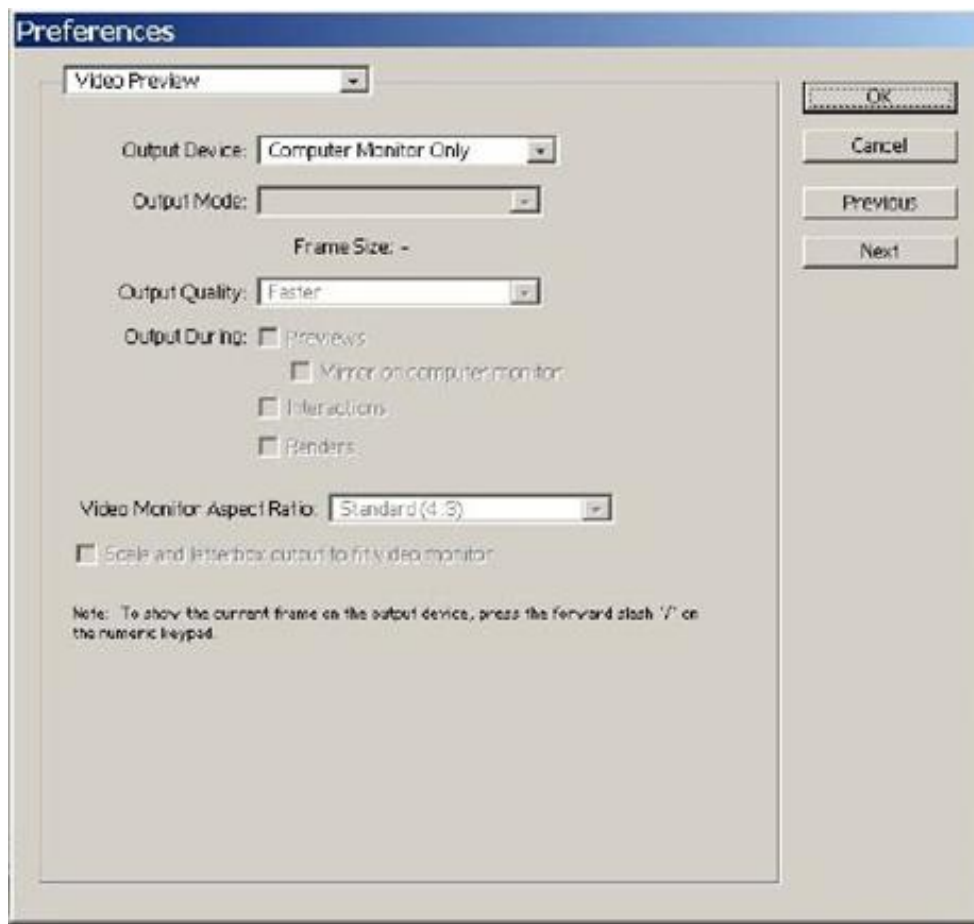 Preferences
Video Preview
OK
Output Device: Computer Monitor Only
Cancel
Output Mode:
Previous
Frame Size: -
Next
Output Quality: Faster
Output During: Previews
Mirror on computer monitor
Interactions
Renders
Video Monitor Aspect Ratio: Standard (4:3)
Scale and letterbox output to fit video monitor
Note: To show the current frame on the output device, press the forward slash '/' on
the numeric keypad.